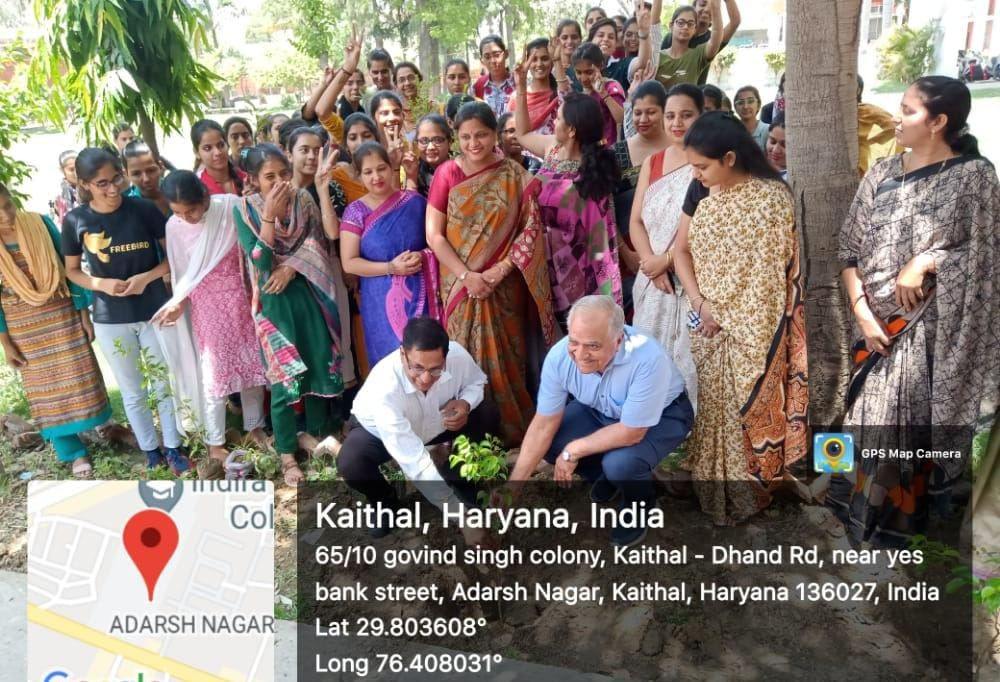 FREEBIRD
GPS Map Camera
Indira
Col
ADARSH NAGAR
Google
Kaithal, Haryana, India
65/10 govind singh colony, Kaithal - Dhand Rd, near yes
bank street, Adarsh Nagar, Kaithal, Haryana 136027, India
Lat 29.803608°
Long 76.408031°